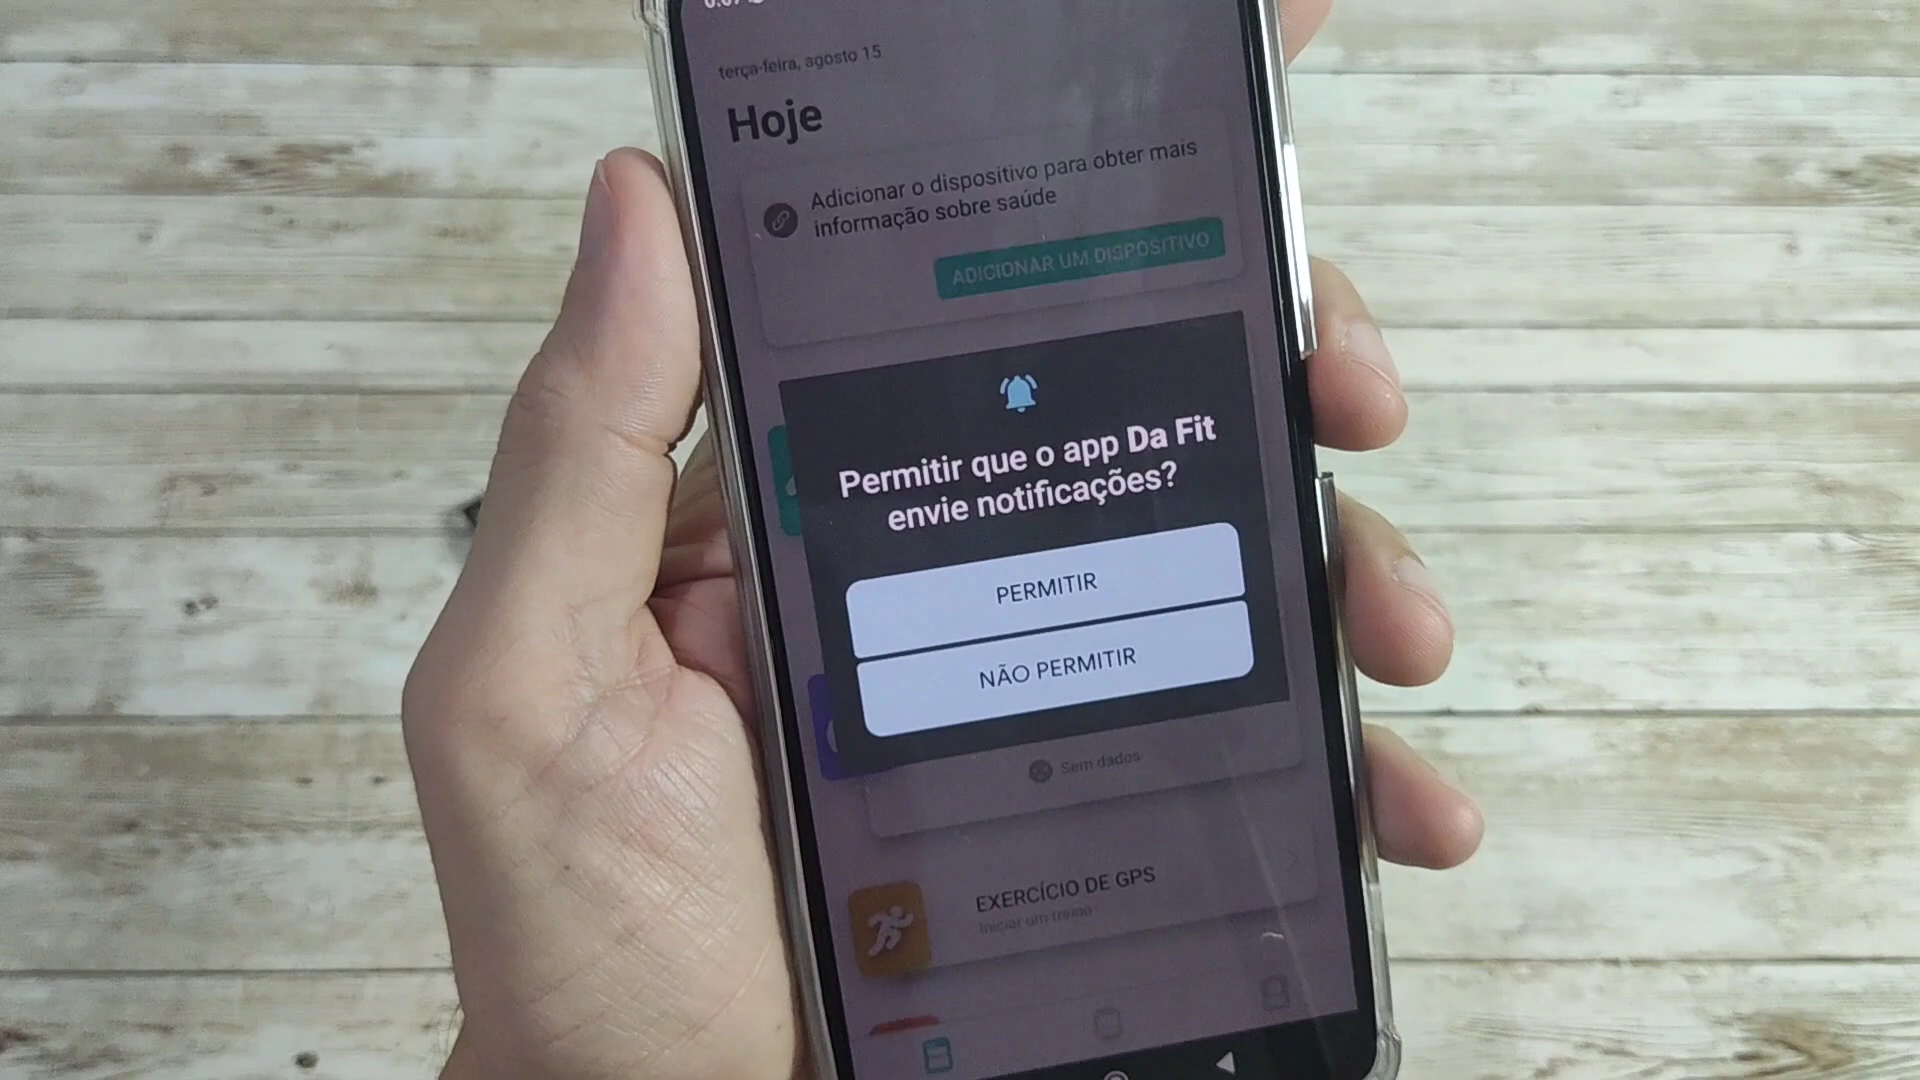 terça-feira, agosto 15
Hoje
Adicionar o dispositivo para obter mais
informação sobre saúde
ADICIONAR UM DISPOSITIVO
Permitir que o app Da Fit
envie notificações?
PERMITIR
NÃO PERMITIR
Sem dados
EXERCÍCIO DE GPS
Iniciar um treino